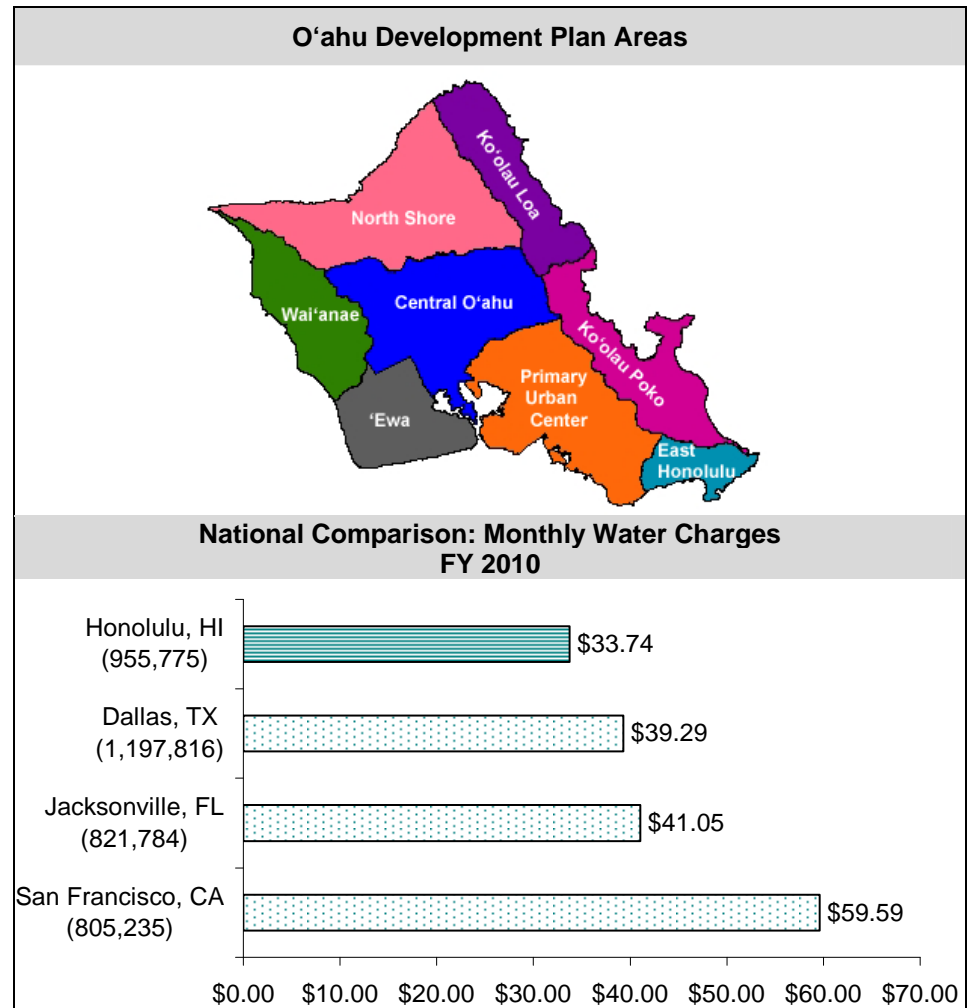 O‘ahu Development Plan Areas
Ko‘olau Loa
North Shore
Central O‘ahu
Wai‘anae
Ko‘olau Poko
Primary
Urban
Center
‘Ewa
East
Honolulu
National Comparison: Monthly Water Charges
FY 2010
Honolulu, HI
(955,775)
$33.74
Dallas, TX
(1,197,816)
$39.29
Jacksonville, FL
(821,784)
$41.05
San Francisco, CA
(805,235)
$59.59
$0.00 $10.00 $20.00 $30.00 $40.00 $50.00 $60.00 $70.00